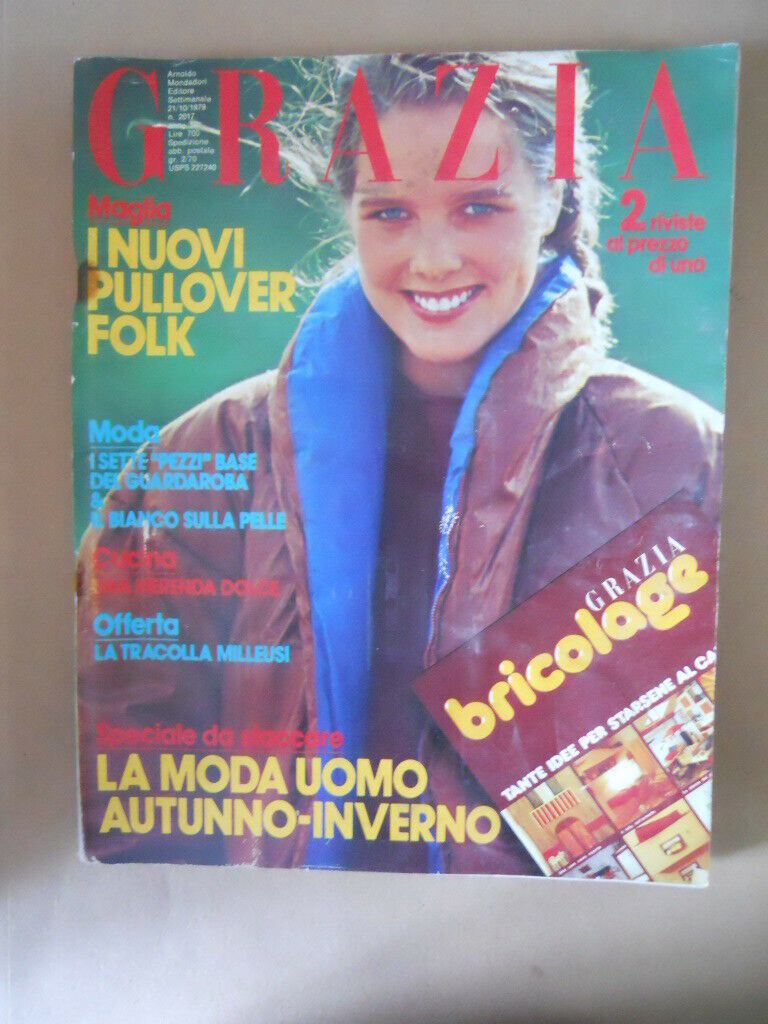 GRAZIA
Arnoldo
Mondadori
Editore
Settimanale
21/10/1979
n. 2017
Lire 700
Spedizione
abb. postale
gr. 2/70
USPS 227240
Maglia
I NUOVI
PULLOVER
FOLK
2 riviste
al prezzo
di una
Moda
I SETTE "PEZZI" BASE
DEL GUARDAROBA
&
IL BIANCO SULLA PELLE
Cucina
UNA MERENDA DOLCE
Offerta
LA TRACOLLA MILLEUSI
Speciale da staccare
LA MODA UOMO
AUTUNNO-INVERNO
GRAZIA
bricolage
TANTE IDEE PER STARSENE AL CA